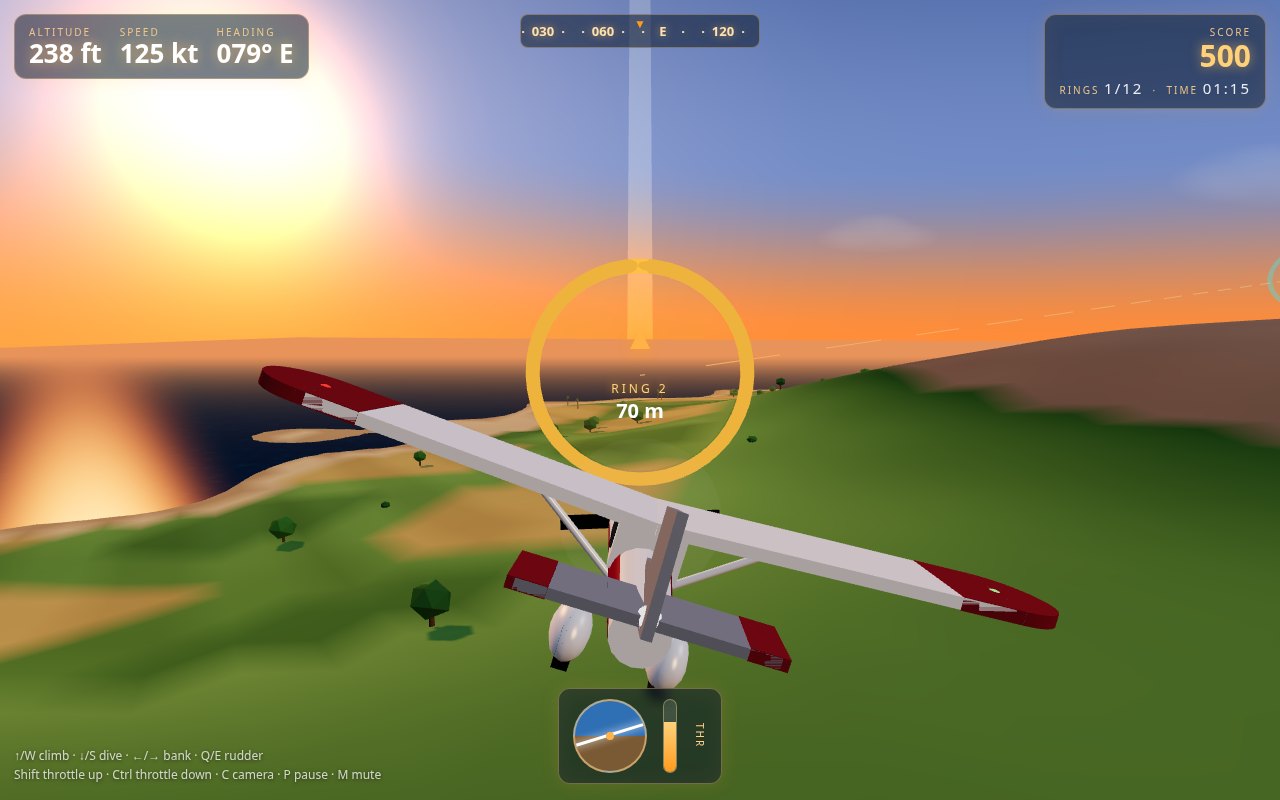 ALTITUDE SPEED HEADING
238 ft 125 kt 079° E
· 030 · · 060 · · E · · 120 ·
SCORE
500
RINGS 1/12 · TIME 01:15
RING 2
70 m
THR
↑/W climb · ↓/S dive · ←/→ bank · Q/E rudder
Shift throttle up · Ctrl throttle down · C camera · P pause · M mute